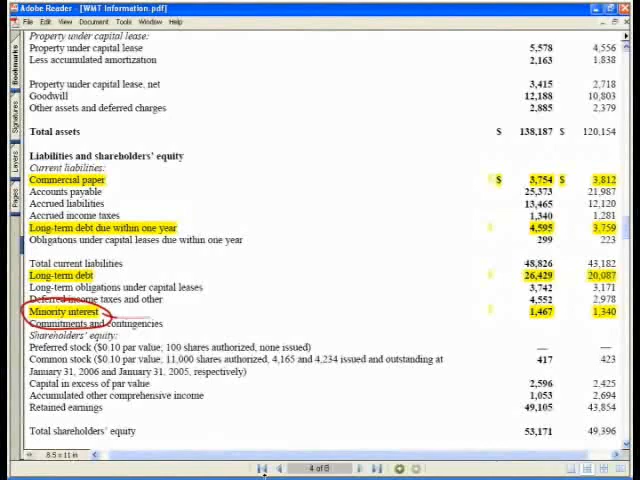 Adobe Reader - [WMT Information.pdf]
File Edit View Document Tools Window Help
Bookmarks
Signatures
Layers
Pages
Property under capital lease:
Property under capital lease 5,578 4,556
Less accumulated amortization 2,163 1,838
Property under capital lease, net 3,415 2,718
Goodwill 12,188 10,803
Other assets and deferred charges 2,885 2,379
Total assets $ 138,187 $ 120,154
Liabilities and shareholders' equity
Current liabilities:
Commercial paper $ 3,754 $ 3,812
Accounts payable 25,373 21,987
Accrued liabilities 13,465 12,120
Accrued income taxes 1,340 1,281
Long-term debt due within one year 4,595 3,759
Obligations under capital leases due within one year 299 223
Total current liabilities 48,826 43,182
Long-term debt 26,429 20,087
Long-term obligations under capital leases 3,742 3,171
Deferred income taxes and other 4,552 2,978
Minority interest 1,467 1,340
Commitments and contingencies
Shareholders' equity:
Preferred stock ($0.10 par value; 100 shares authorized, none issued) — —
Common stock ($0.10 par value; 11,000 shares authorized, 4,165 and 4,234 issued and outstanding at
January 31, 2006 and January 31, 2005, respectively) 417 423
Capital in excess of par value 2,596 2,425
Accumulated other comprehensive income 1,053 2,694
Retained earnings 49,105 43,854
Total shareholders' equity 53,171 49,396
8.5 x 11 in
4 of 8